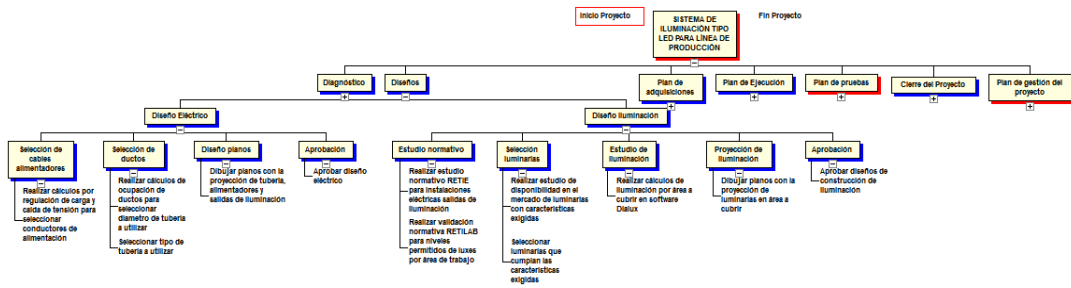 Inicio Proyecto
SISTEMA DE
ILUMINACIÓN TIPO
LED PARA LÍNEA DE
PRODUCCIÓN
Fin Proyecto
Diagnóstico
Diseños
Plan de
adquisiciones
Plan de Ejecución
Plan de pruebas
Cierre del Proyecto
Plan de gestión del
proyecto
Diseño Eléctrico
Diseño Iluminación
Selección de
cables
alimentadores
Realizar cálculos por
regulación de carga y
caída de tensión para
seleccionar
conductores de
alimentación
Selección de
ductos
Realizar cálculos de
ocupación de
ductos para
seleccionar
diametro de tubería
a utilizar
Seleccionar tipo de
tubería a utilizar
Diseño planos
Dibujar planos con la
proyección de tubería,
alimentadores y
salidas de iluminación
Aprobación
Aprobar diseño
eléctrico
Estudio normativo
Realizar estudio
normativo RETIE
para instalaciones
eléctricas salidas de
iluminación
Realizar validación
normativa RETILAB
para niveles
permitidos de luxes
por área de trabajo
Selección
luminarias
Realizar estudio de
disponibilidad en el
mercado de luminarias
con características
exigidas
Seleccionar
luminarias que
cumplan las
características
exigidas
Estudio de
iluminación
Realizar cálculos de
iluminación por área a
cubrir en software
Dialux
Proyección de
iluminación
Dibujar planos con la
proyección de
luminarias en área a
cubrir
Aprobación
Aprobar diseños de
construcción de
iluminación